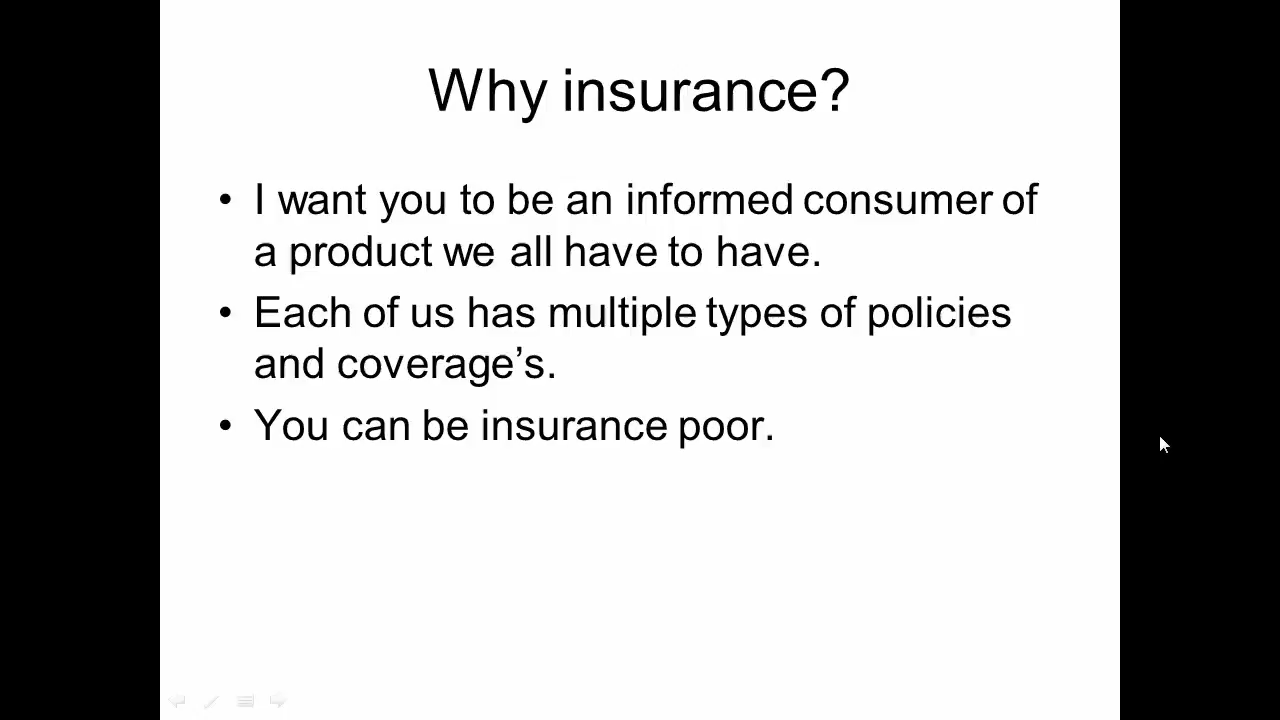 Why insurance?
• I want you to be an informed consumer of
a product we all have to have.
• Each of us has multiple types of policies
and coverage’s.
• You can be insurance poor.